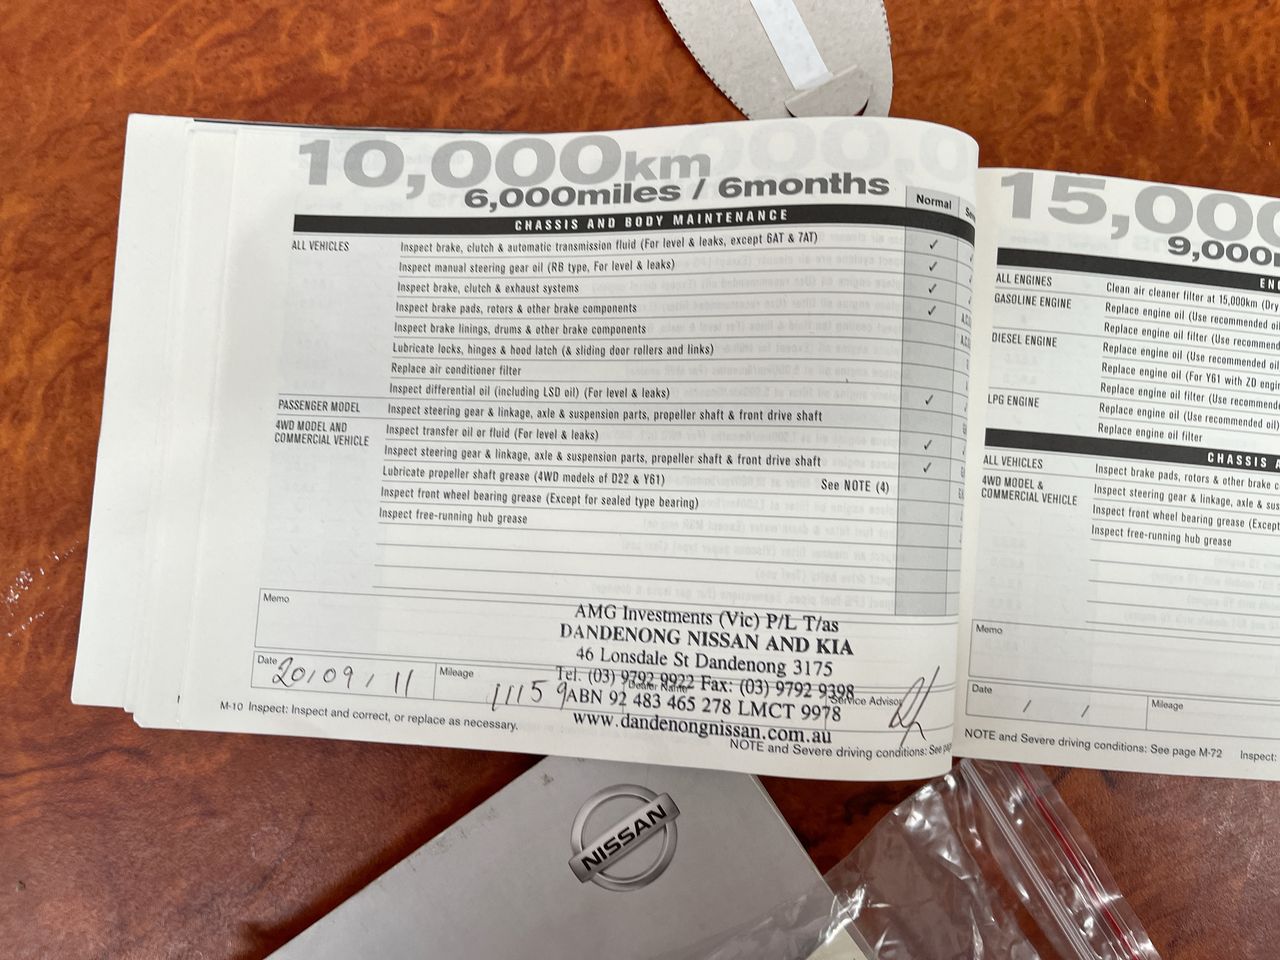 10,000km
6,000miles / 6months
Normal
CHASSIS AND BODY MAINTENANCE
ALL VEHICLES
Inspect brake, clutch & automatic transmission fluid (For level & leaks, except 6AT & 7AT) ✓
Inspect manual steering gear oil (RB type, For level & leaks) ✓
Inspect brake, clutch & exhaust systems ✓
Inspect brake pads, rotors & other brake components ✓
Inspect brake linings, drums & other brake components
Lubricate locks, hinges & hood latch (& sliding door rollers and links)
Replace air conditioner filter
Inspect differential oil (including LSD oil) (For level & leaks) ✓
PASSENGER MODEL
Inspect steering gear & linkage, axle & suspension parts, propeller shaft & front drive shaft
4WD MODEL AND
COMMERCIAL VEHICLE
Inspect transfer oil or fluid (For level & leaks) ✓
Inspect steering gear & linkage, axle & suspension parts, propeller shaft & front drive shaft ✓
Lubricate propeller shaft grease (4WD models of D22 & Y61) See NOTE (4)
Inspect front wheel bearing grease (Except for sealed type bearing)
Inspect free-running hub grease
Memo
AMG Investments (Vic) P/L T/as
DANDENONG NISSAN AND KIA
46 Lonsdale St Dandenong 3175
Tel. (03) 9792 9922 Fax: (03) 9792 9398
ABN 92 483 465 278 LMCT 9978
www.dandenongnissan.com.au
Date 20/09/11
Mileage 11159
Dealer Name
Service Advisor
M-10 Inspect: Inspect and correct, or replace as necessary.
NOTE and Severe driving conditions: See
15,000
9,000
ALL ENGINES
Clean air cleaner filter at 15,000km (Dry
GASOLINE ENGINE
Replace engine oil (Use recommended
Replace engine oil filter (Use
DIESEL ENGINE
Replace engine oil (Use recommended
Replace engine oil (For Y61 with ZD
Replace engine oil filter (Use
LPG ENGINE
Replace engine oil (Use recommended oil)
Replace engine oil filter
CHASSIS
ALL VEHICLES
Inspect brake pads, rotors & other brake
4WD MODEL &
COMMERCIAL VEHICLE
Inspect steering gear & linkage, axle &
Inspect front wheel bearing grease
Inspect free-running hub grease
Memo
Date / /
Mileage
NOTE and Severe driving conditions: See page M-72 Inspect:
NISSAN